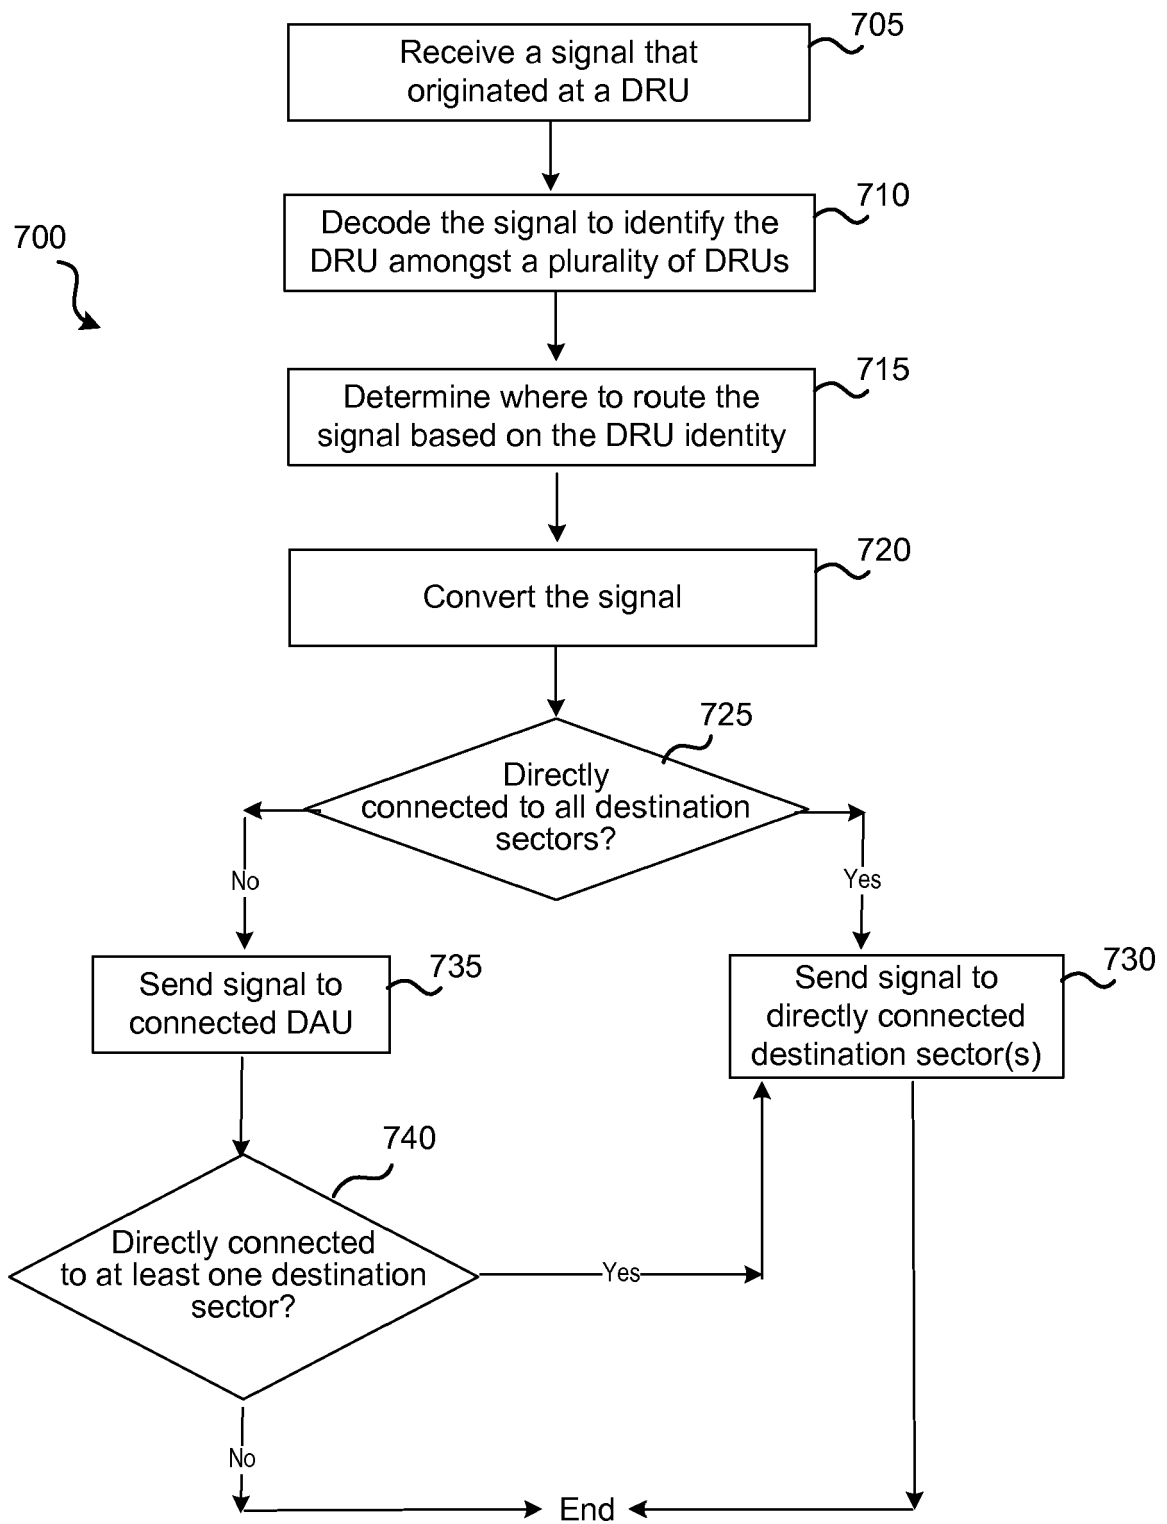 705
Receive a signal that
originated at a DRU
710
Decode the signal to identify the
DRU amongst a plurality of DRUs
700
715
Determine where to route the
signal based on the DRU identity
720
Convert the signal
725
Directly
connected to all destination
sectors?
No
Yes
735
Send signal to
connected DAU
730
Send signal to
directly connected
destination sector(s)
740
Directly connected
to at least one destination
sector?
Yes
No
End